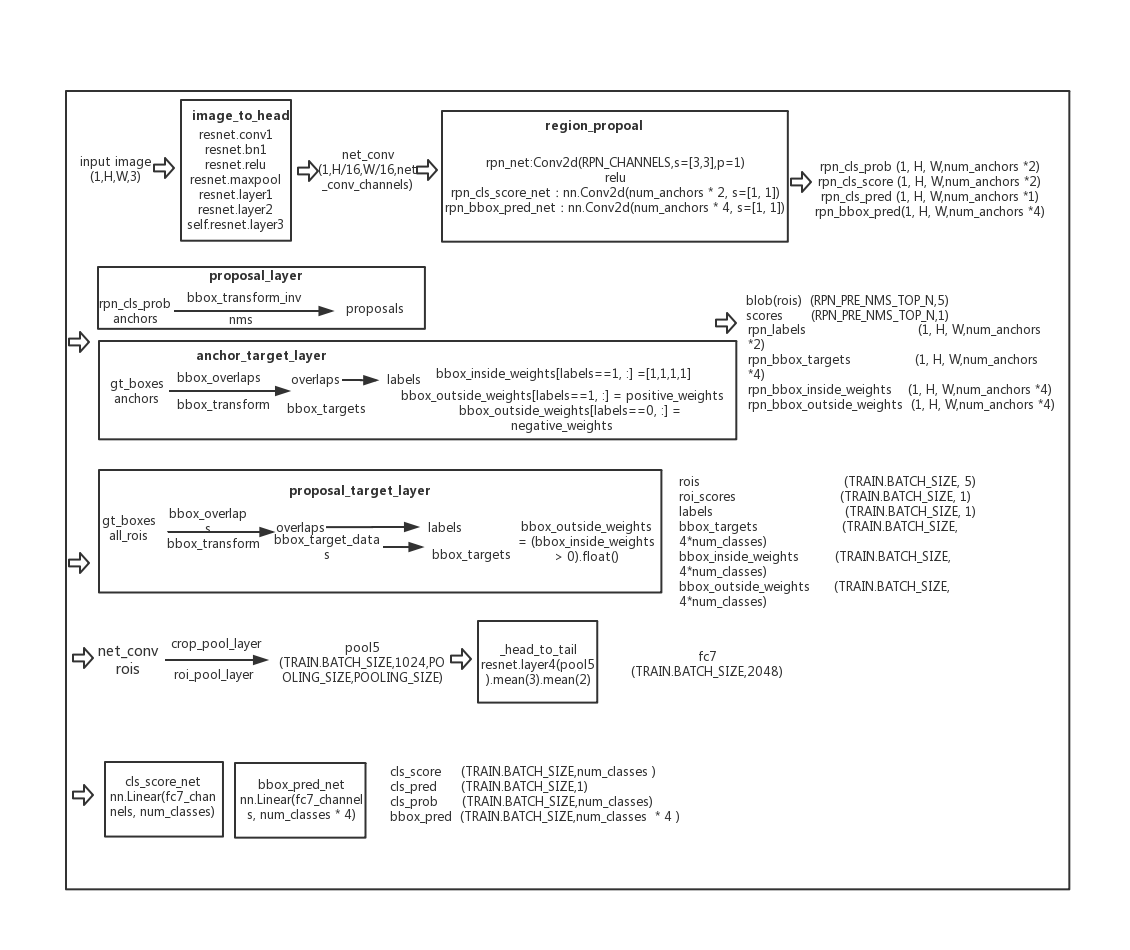 image_to_head
resnet.conv1
resnet.bn1
resnet.relu
resnet.maxpool
resnet.layer1
resnet.layer2
self.resnet.layer3
input image
(1,H,W,3)
net_conv
(1,H/16,W/16,net
_conv_channels)
region_propoal
rpn_net:Conv2d(RPN_CHANNELS,s=[3,3],p=1)
relu
rpn_cls_score_net : nn.Conv2d(num_anchors * 2, s=[1, 1])
rpn_bbox_pred_net : nn.Conv2d(num_anchors * 4, s=[1, 1])
rpn_cls_prob (1, H, W,num_anchors *2)
rpn_cls_score (1, H, W,num_anchors *2)
rpn_cls_pred (1, H, W,num_anchors *1)
rpn_bbox_pred(1, H, W,num_anchors *4)
proposal_layer
rpn_cls_prob
anchors
bbox_transform_inv
nms
proposals
anchor_target_layer
gt_boxes
anchors
bbox_overlaps
bbox_transform
overlaps
bbox_targets
labels
bbox_inside_weights[labels==1, :] =[1,1,1,1]
bbox_outside_weights[labels==1, :] = positive_weights
bbox_outside_weights[labels==0, :] =
negative_weights
blob(rois) (RPN_PRE_NMS_TOP_N,5)
scores (RPN_PRE_NMS_TOP_N,1)
rpn_labels (1, H, W,num_anchors
*2)
rpn_bbox_targets (1, H, W,num_anchors
*4)
rpn_bbox_inside_weights (1, H, W,num_anchors *4)
rpn_bbox_outside_weights (1, H, W,num_anchors *4)
proposal_target_layer
gt_boxes
all_rois
bbox_overlap
s
bbox_transform
overlaps
bbox_target_data
s
labels
bbox_targets
bbox_outside_weights
= (bbox_inside_weights
> 0).float()
rois (TRAIN.BATCH_SIZE, 5)
roi_scores (TRAIN.BATCH_SIZE, 1)
labels (TRAIN.BATCH_SIZE, 1)
bbox_targets (TRAIN.BATCH_SIZE,
4*num_classes)
bbox_inside_weights (TRAIN.BATCH_SIZE,
4*num_classes)
bbox_outside_weights (TRAIN.BATCH_SIZE,
4*num_classes)
net_conv
rois
crop_pool_layer
roi_pool_layer
pool5
(TRAIN.BATCH_SIZE,1024,PO
OLING_SIZE,POOLING_SIZE)
_head_to_tail
resnet.layer4(pool5
).mean(3).mean(2)
fc7
(TRAIN.BATCH_SIZE,2048)
cls_score_net
nn.Linear(fc7_chan
nels, num_classes)
bbox_pred_net
nn.Linear(fc7_channel
s, num_classes * 4)
cls_score (TRAIN.BATCH_SIZE,num_classes )
cls_pred (TRAIN.BATCH_SIZE,1)
cls_prob (TRAIN.BATCH_SIZE,num_classes)
bbox_pred (TRAIN.BATCH_SIZE,num_classes * 4 )